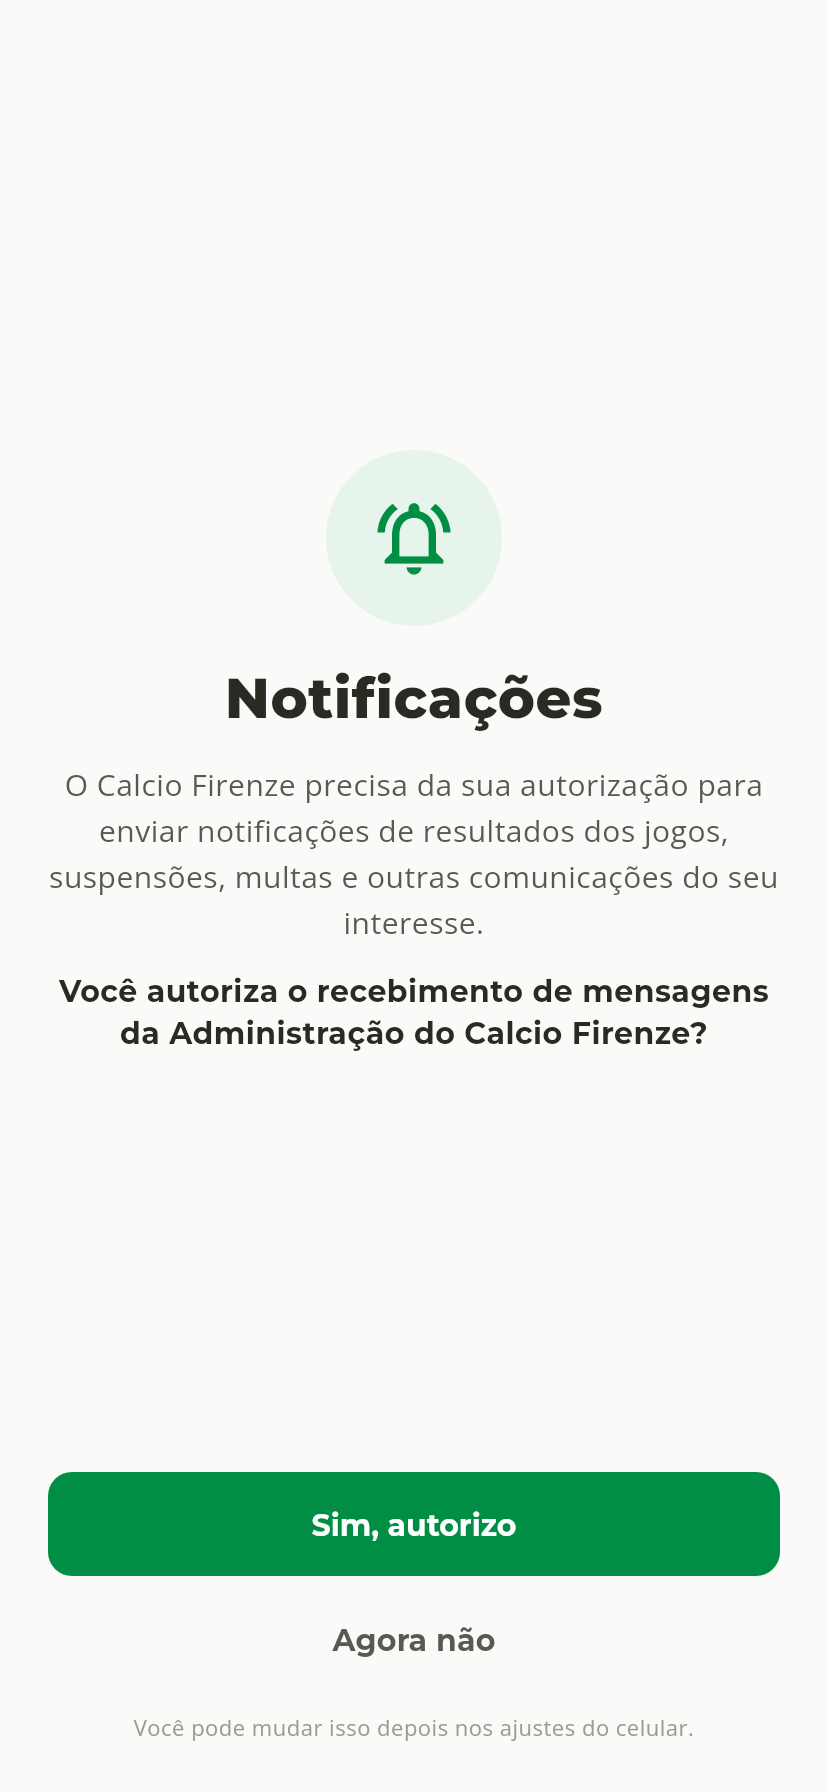 Notificações
O Calcio Firenze precisa da sua autorização para
enviar notificações de resultados dos jogos,
suspensões, multas e outras comunicações do seu
interesse.
Você autoriza o recebimento de mensagens
da Administração do Calcio Firenze?
Sim, autorizo
Agora não
Você pode mudar isso depois nos ajustes do celular.